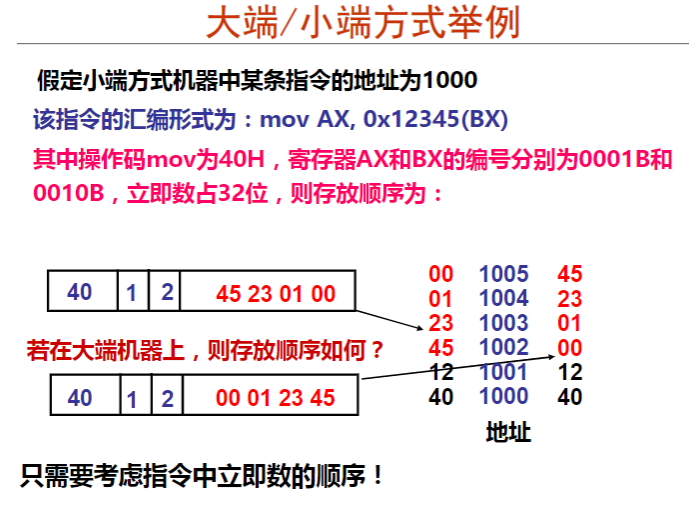 大端/小端方式举例
假定小端方式机器中某条指令的地址为1000
该指令的汇编形式为：mov AX, 0x12345(BX)
其中操作码mov为40H，寄存器AX和BX的编号分别为0001B和
0010B，立即数占32位，则存放顺序为：
40 1 2 45 23 01 00
若在大端机器上，则存放顺序如何？
40 1 2 00 01 23 45
00 1005 45
01 1004 23
23 1003 01
45 1002 00
12 1001 12
40 1000 40
地址
只需要考虑指令中立即数的顺序！